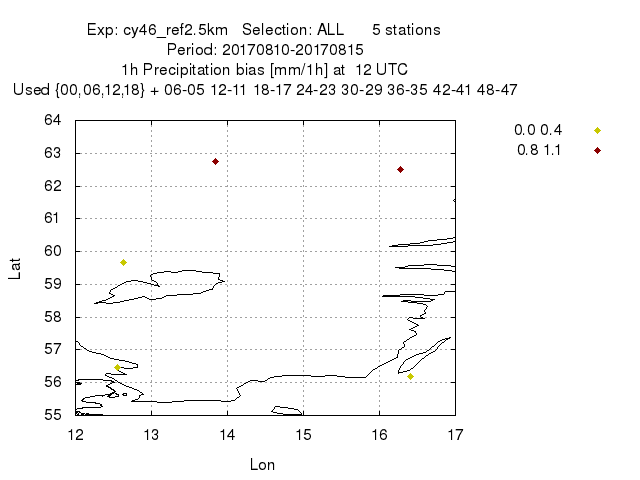 Exp: cy46_ref2.5km   Selection: ALL      5 stations
Period: 20170810-20170815
1h Precipitation bias [mm/1h] at  12 UTC
Used {00,06,12,18} + 06-05 12-11 18-17 24-23 30-29 36-35 42-41 48-47
0.0 0.4
0.8 1.1
64
63
62
61
60
59
58
57
56
55
Lat
12 13 14 15 16 17
Lon